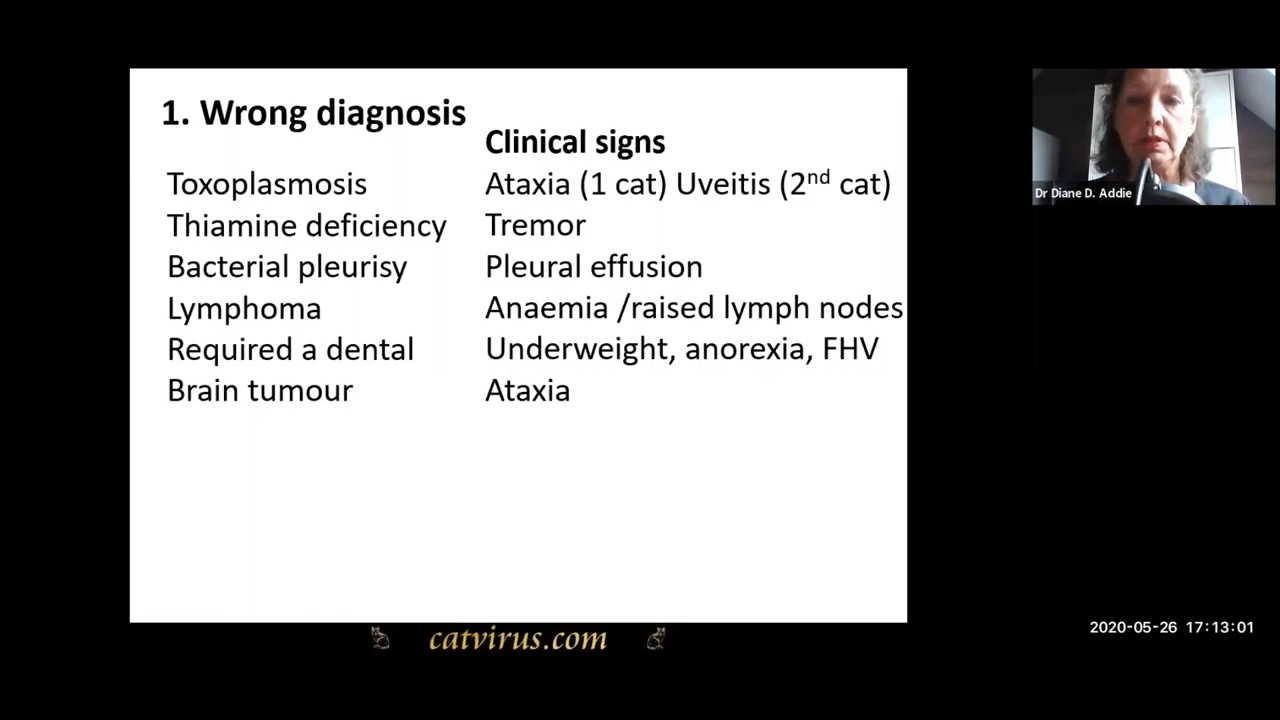 1. Wrong diagnosis
Clinical signs
Toxoplasmosis Ataxia (1 cat) Uveitis (2nd cat)
Thiamine deficiency Tremor
Bacterial pleurisy Pleural effusion
Lymphoma Anaemia /raised lymph nodes
Required a dental Underweight, anorexia, FHV
Brain tumour Ataxia
Dr Diane D. Addie
catvirus.com
2020-05-26 17:13:01